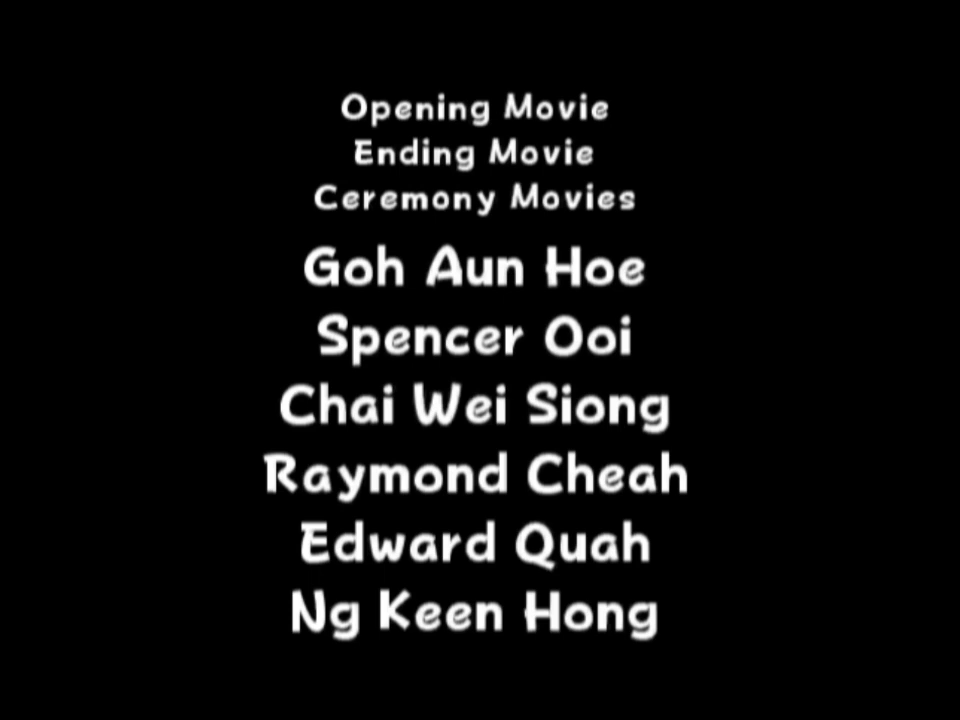 Opening Movie
Ending Movie
Ceremony Movies
Goh Aun Hoe
Spencer Ooi
Chai Wei Siong
Raymond Cheah
Edward Quah
Ng Keen Hong